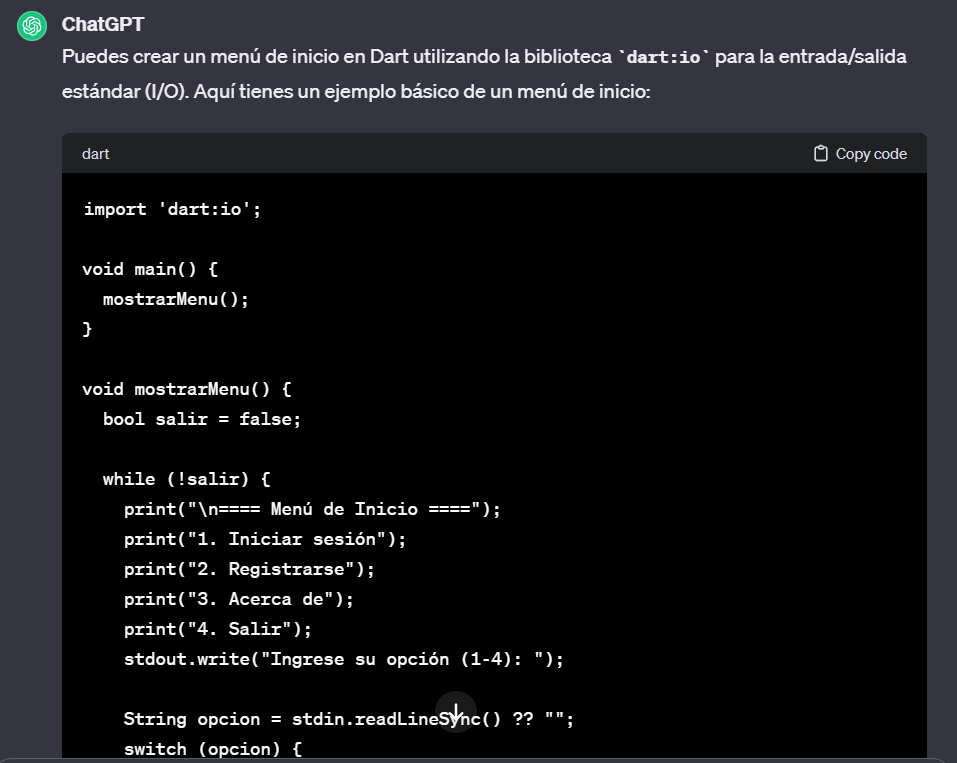 ChatGPT
Puedes crear un menú de inicio en Dart utilizando la biblioteca `dart:io` para la entrada/salida
estándar (I/O). Aquí tienes un ejemplo básico de un menú de inicio:
dart
Copy code
import 'dart:io';
void main() {
  mostrarMenu();
}
void mostrarMenu() {
  bool salir = false;
  while (!salir) {
    print("\n==== Menú de Inicio ====");
    print("1. Iniciar sesión");
    print("2. Registrarse");
    print("3. Acerca de");
    print("4. Salir");
    stdout.write("Ingrese su opción (1-4): ");
    String opcion = stdin.readLineSync() ?? "";
    switch (opcion) {